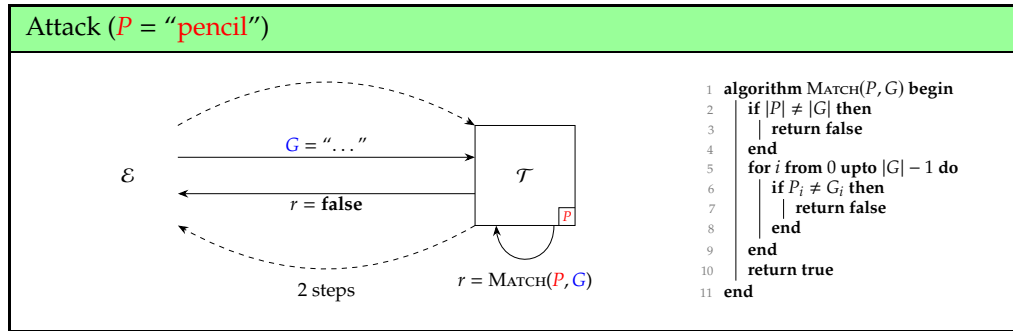 Attack (P = “pencil”)
ℰ
G = “. . . ”
r = false
2 steps
𝒯
P
r = Match(P, G)
1 algorithm Match(P, G) begin
2 if |P| ≠ |G| then
3 return false
4 end
5 for i from 0 upto |G| − 1 do
6 if Pᵢ ≠ Gᵢ then
7 return false
8 end
9 end
10 return true
11 end